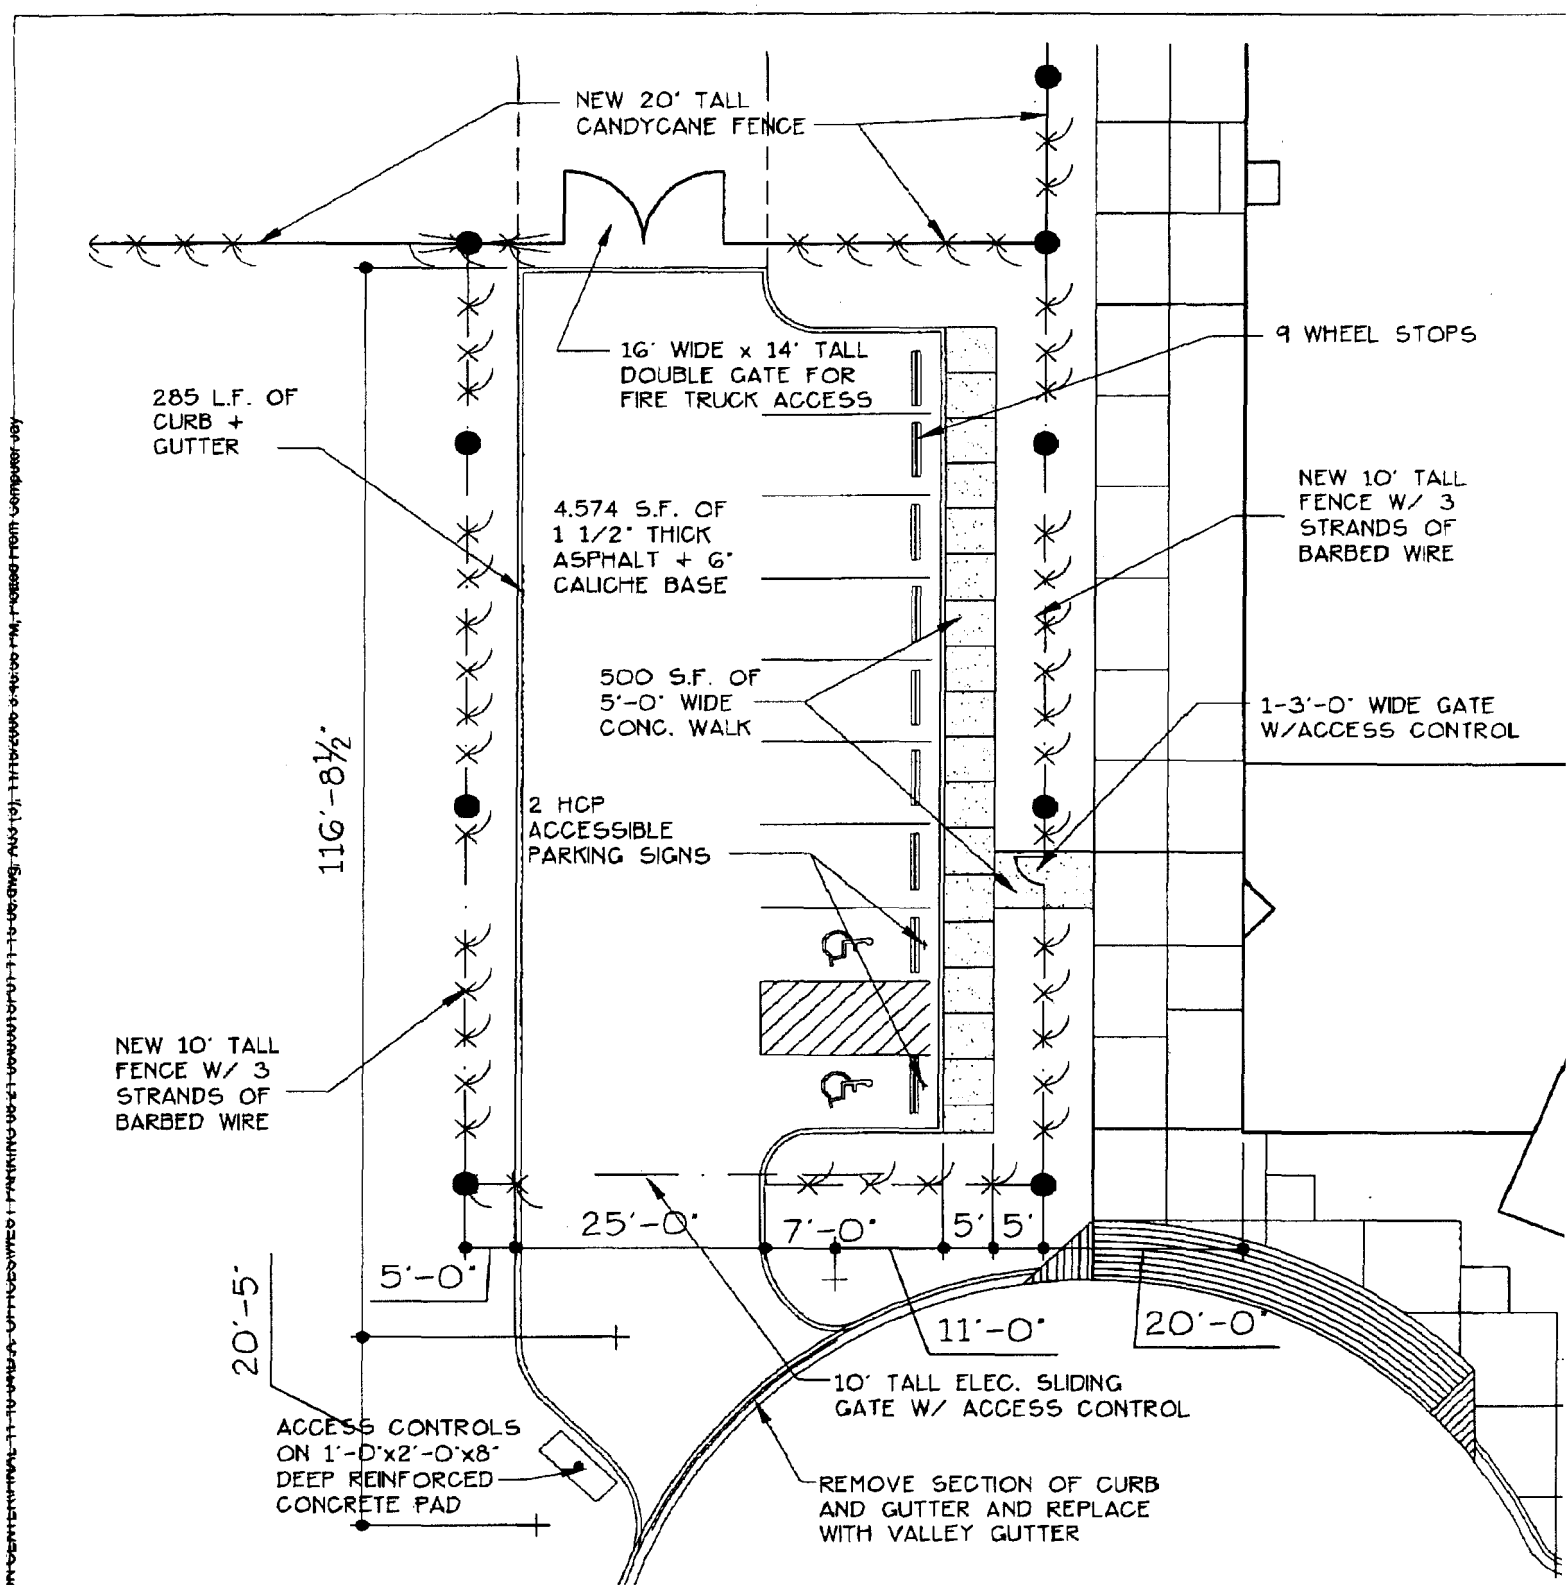 NEW 20' TALL
CANDYCANE FENCE
16' WIDE x 14' TALL
DOUBLE GATE FOR
FIRE TRUCK ACCESS
9 WHEEL STOPS
285 L.F. OF
CURB +
GUTTER
4.574 S.F. OF
1 1/2" THICK
ASPHALT + 6"
CALICHE BASE
NEW 10' TALL
FENCE W/ 3
STRANDS OF
BARBED WIRE
500 S.F. OF
5'-0" WIDE
CONC. WALK
1-3'-0" WIDE GATE
W/ACCESS CONTROL
116'-8½"
2 HCP
ACCESSIBLE
PARKING SIGNS
NEW 10' TALL
FENCE W/ 3
STRANDS OF
BARBED WIRE
25'-0"
7'-0"
5'
5'
5'-0"
20'-5"
11'-0"
20'-0"
10' TALL ELEC. SLIDING
GATE W/ ACCESS CONTROL
ACCESS CONTROLS
ON 1'-0"x2'-0"x8"
DEEP REINFORCED
CONCRETE PAD
REMOVE SECTION OF CURB
AND GUTTER AND REPLACE
WITH VALLEY GUTTER